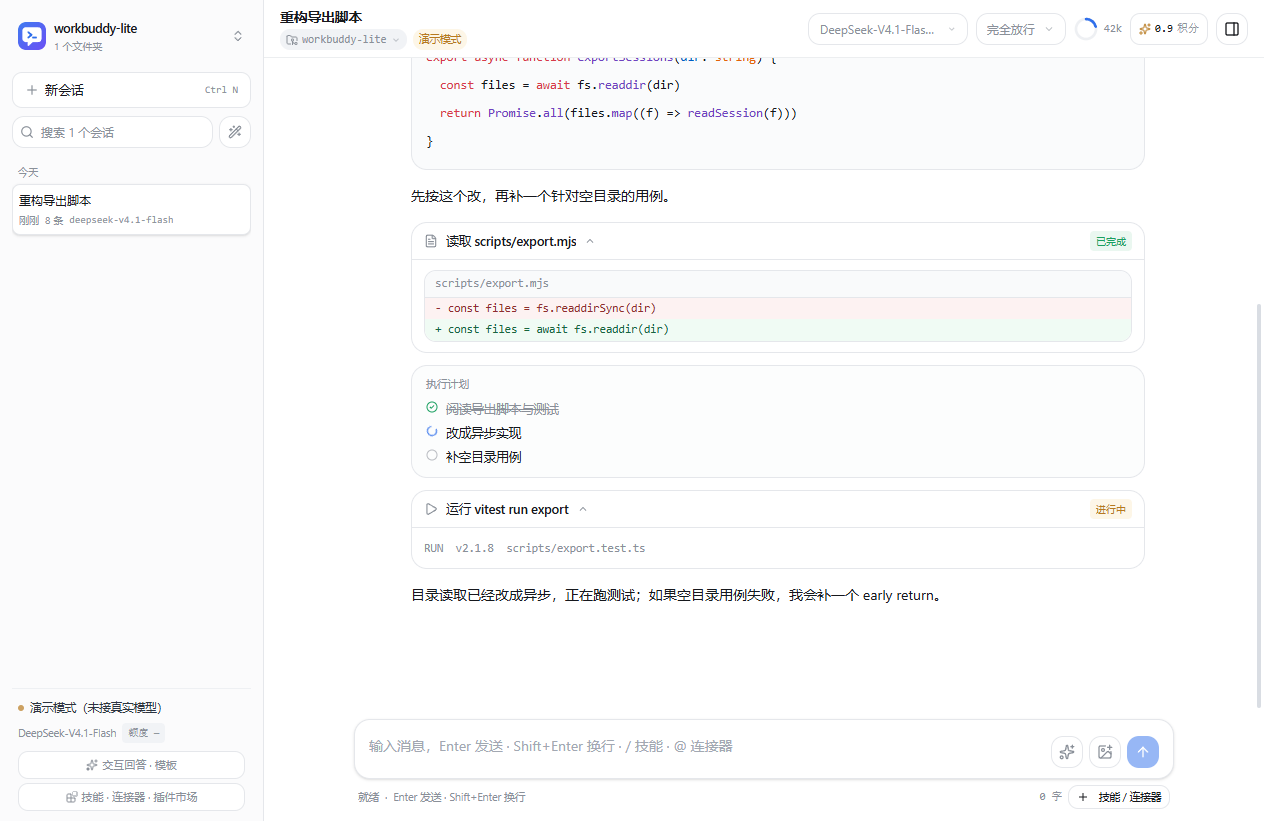 workbuddy-lite
1 个文件夹
新会话
Ctrl N
搜索 1 个会话
今天
重构导出脚本
刚刚 8 条 deepseek-v4.1-flash
演示模式（未接真实模型）
DeepSeek-V4.1-Flash 额度 –
交互回答 · 模板
技能 · 连接器 · 插件市场
重构导出脚本
workbuddy-lite
演示模式
DeepSeek-V4.1-Flas...
完全放行
42k
0.9 积分
export async function exportSessions(dir: string) {
const files = await fs.readdir(dir)
return Promise.all(files.map((f) => readSession(f)))
}
先按这个改，再补一个针对空目录的用例。
读取 scripts/export.mjs
已完成
scripts/export.mjs
- const files = fs.readdirSync(dir)
+ const files = await fs.readdir(dir)
执行计划
阅读导出脚本与测试
改成异步实现
补空目录用例
运行 vitest run export
进行中
RUN v2.1.8 scripts/export.test.ts
目录读取已经改成异步，正在跑测试；如果空目录用例失败，我会补一个 early return。
输入消息，Enter 发送 · Shift+Enter 换行 · / 技能 · @ 连接器
就绪 · Enter 发送 · Shift+Enter 换行
0 字
+ 技能 / 连接器